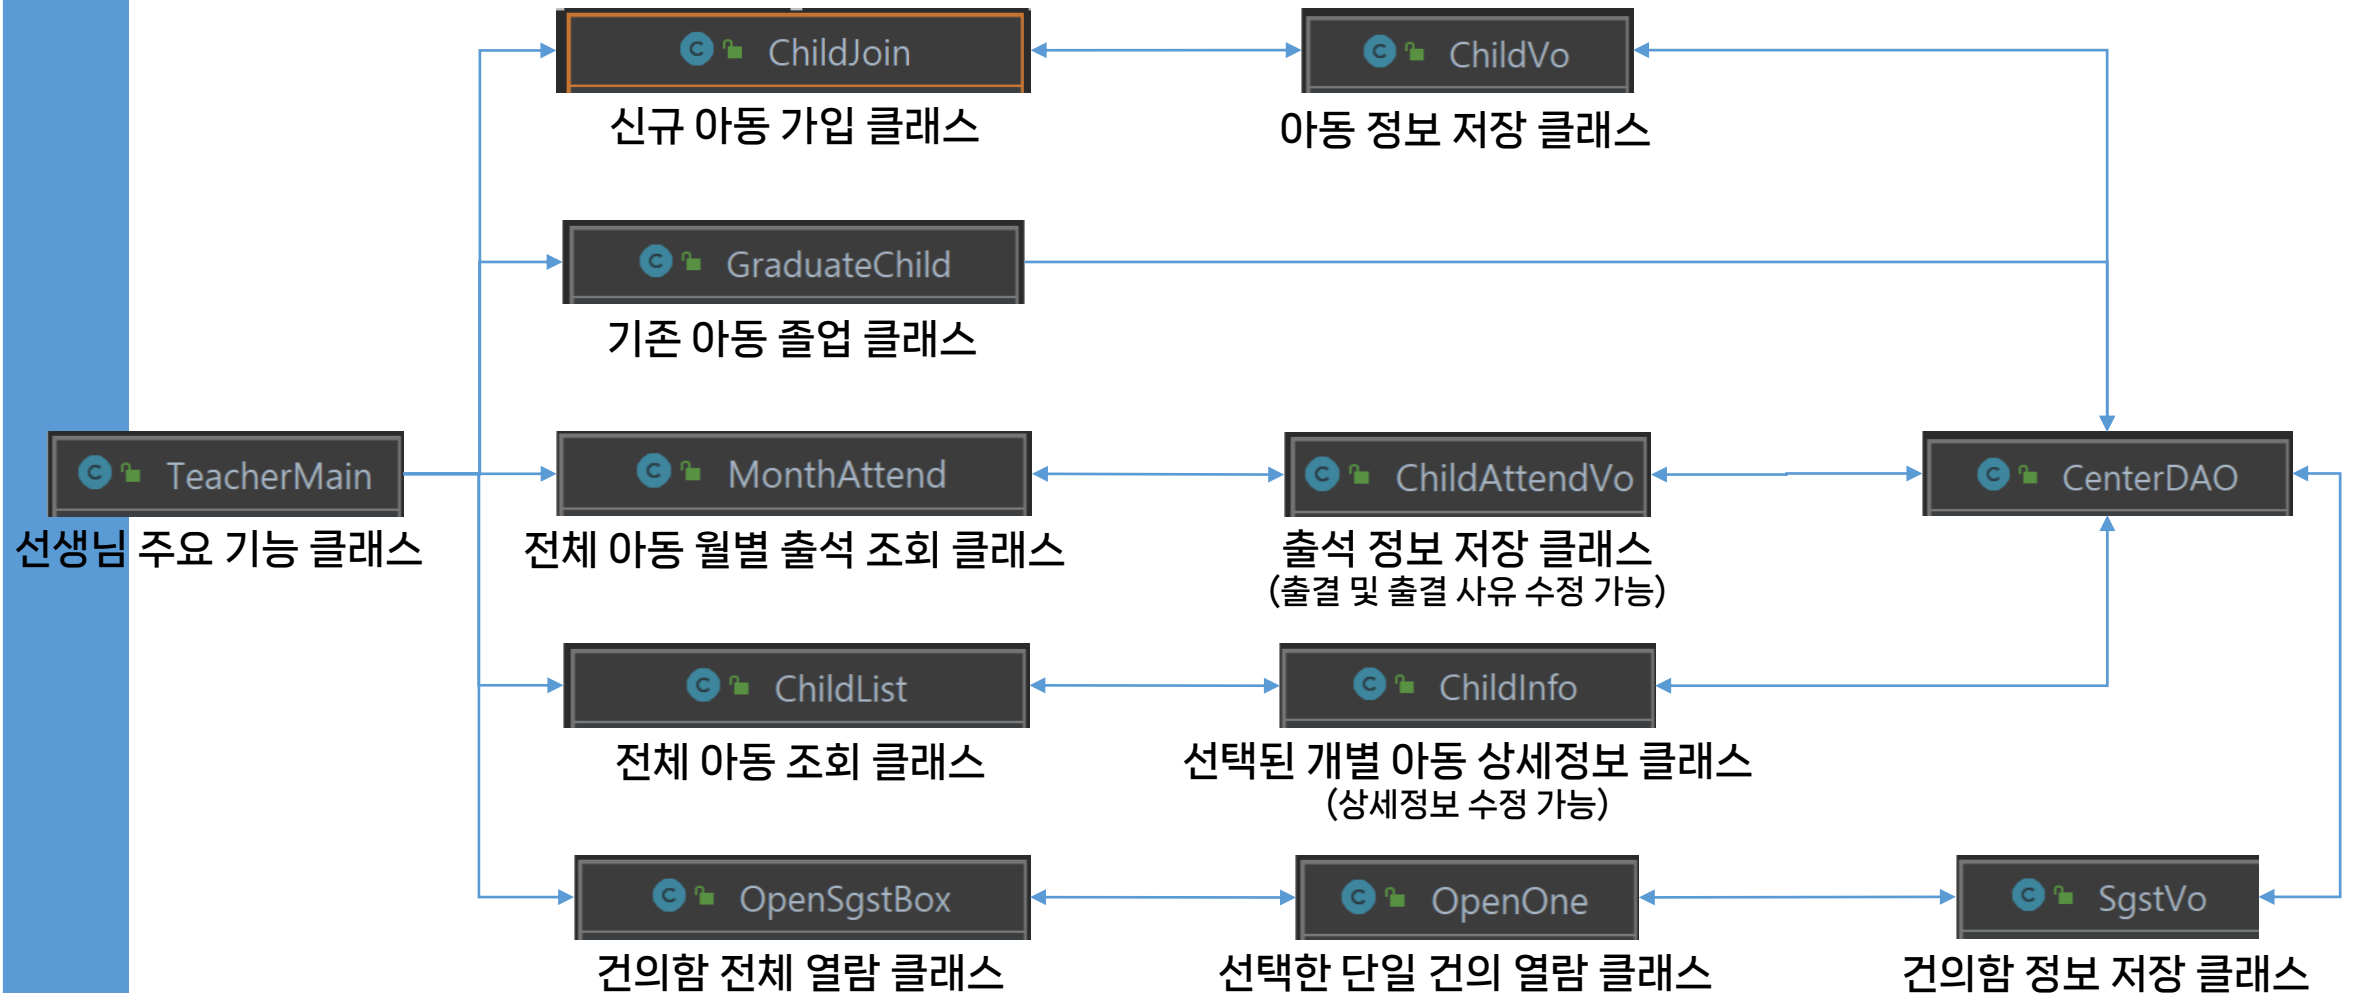 ChildJoin
신규 아동 가입 클래스
ChildVo
아동 정보 저장 클래스
GraduateChild
기존 아동 졸업 클래스
TeacherMain
선생님 주요 기능 클래스
MonthAttend
전체 아동 월별 출석 조회 클래스
ChildAttendVo
출석 정보 저장 클래스
(출결 및 출결 사유 수정 가능)
CenterDAO
ChildList
전체 아동 조회 클래스
ChildInfo
선택된 개별 아동 상세정보 클래스
(상세정보 수정 가능)
OpenSgstBox
건의함 전체 열람 클래스
OpenOne
선택한 단일 건의 열람 클래스
SgstVo
건의함 정보 저장 클래스